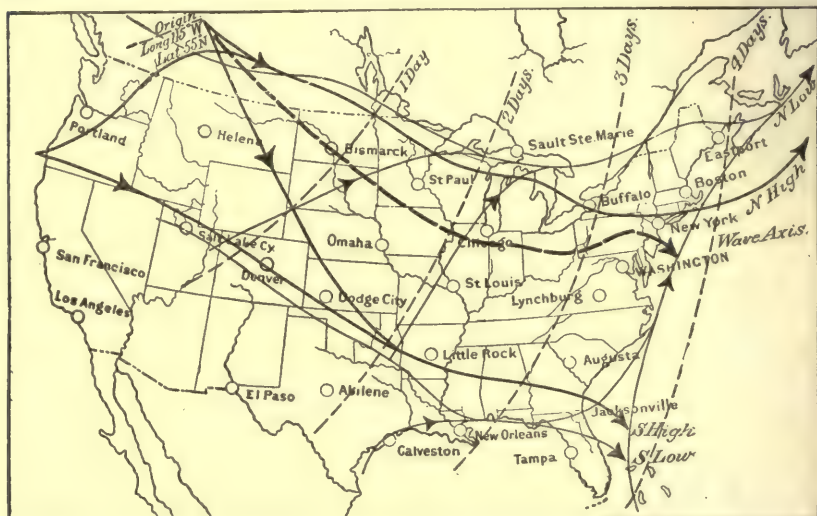 Origin
Long 115°W
Lat 55N
1 Day
2 Days.
3 Days.
4 Days.
N Low
Portland
Helena
Bismarck
Sault Ste. Marie
Eastport
St Paul
Buffalo
Boston
N High
New York
Salt Lake Cy.
Omaha
Chicago
Wave Axis.
San Francisco
Denver
WASHINGTON
Dodge City
St Louis
Lynchburg
Los Angeles
Little Rock
Augusta
El Paso
Abilene
Jacksonville
S High
New Orleans
Galveston
Tampa
S Low